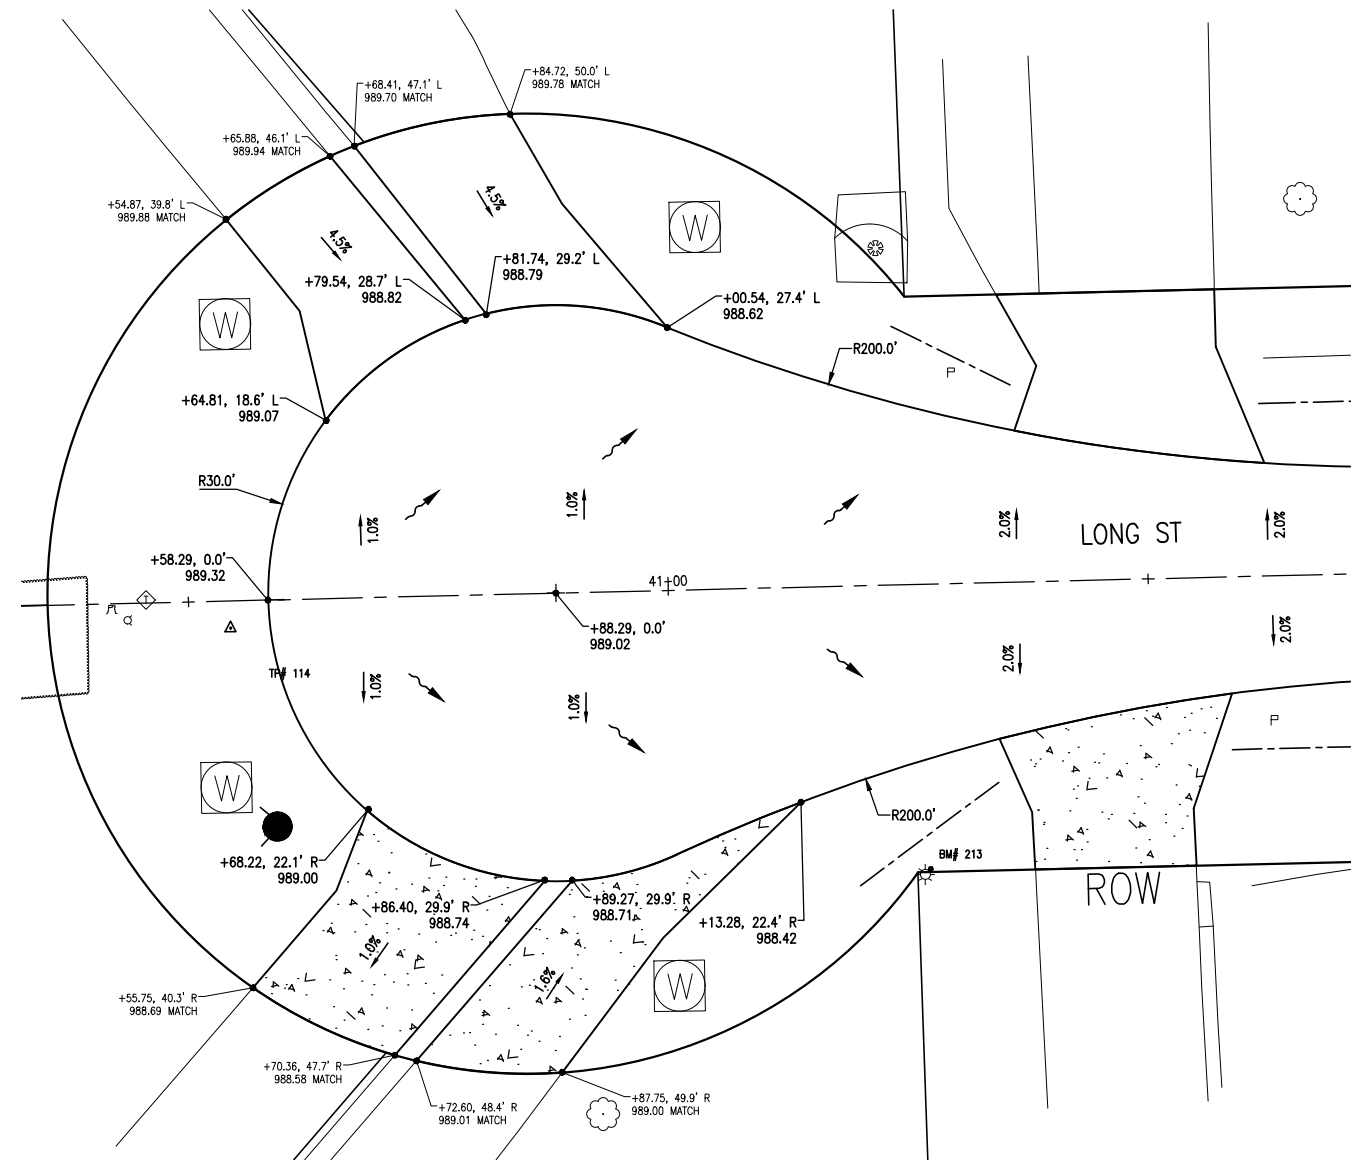 +84.72, 50.0' L
989.78 MATCH
+68.41, 47.1' L
989.70 MATCH
+65.88, 46.1' L
989.94 MATCH
+54.87, 39.8' L
989.88 MATCH
4.5%
4.5%
W
W
+81.74, 29.2' L
988.79
+79.54, 28.7' L
988.82
+00.54, 27.4' L
988.62
R200.0'
P
+64.81, 18.6' L
989.07
R30.0'
1.0%
1.0%
2.0%
LONG ST
2.0%
+58.29, 0.0'
989.32
41+00
T
+88.29, 0.0'
989.02
2.0%
2.0%
TP# 114
1.0%
1.0%
P
W
R200.0'
+68.22, 22.1' R
989.00
BM# 213
ROW
+86.40, 29.9' R
988.74
+89.27, 29.9' R
988.71
+13.28, 22.4' R
988.42
1.0%
1.6%
W
+55.75, 40.3' R
988.69 MATCH
+70.36, 47.7' R
988.58 MATCH
+72.60, 48.4' R
989.01 MATCH
+87.75, 49.9' R
989.00 MATCH